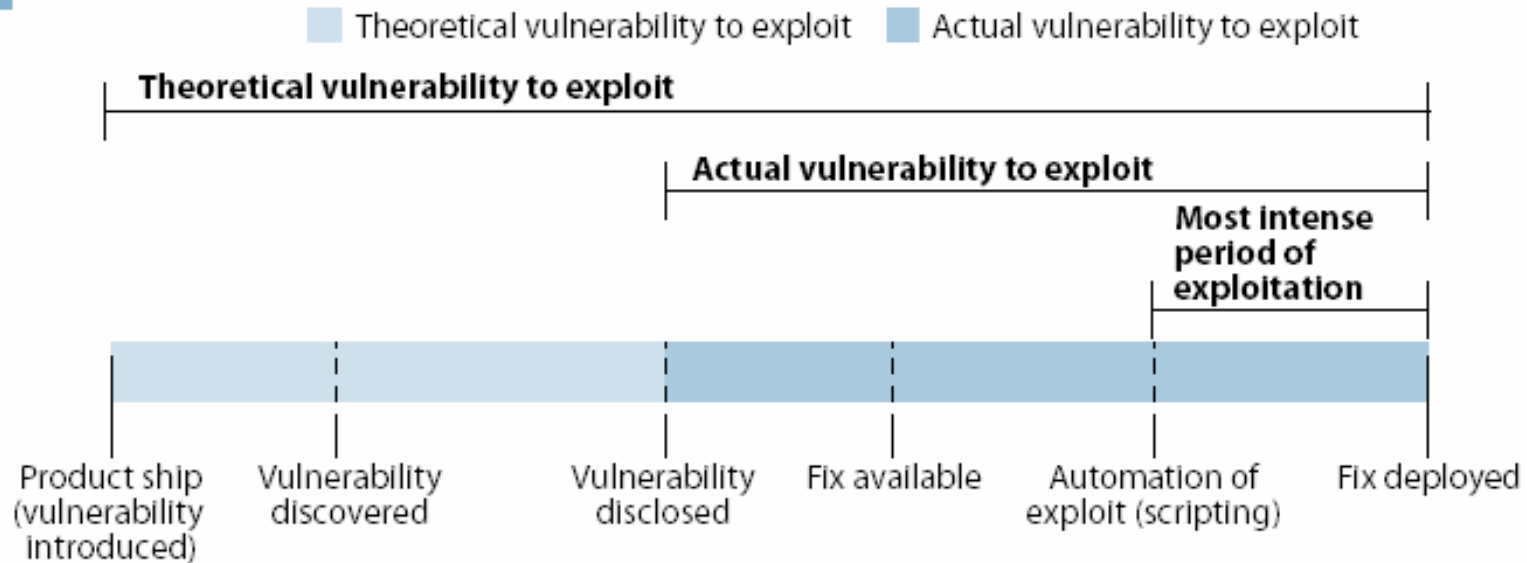 Theoretical vulnerability to exploit
Actual vulnerability to exploit
Theoretical vulnerability to exploit
Actual vulnerability to exploit
Most intense
period of
exploitation
Product ship
(vulnerability
introduced)
Vulnerability
discovered
Vulnerability
disclosed
Fix available
Automation of
exploit (scripting)
Fix deployed